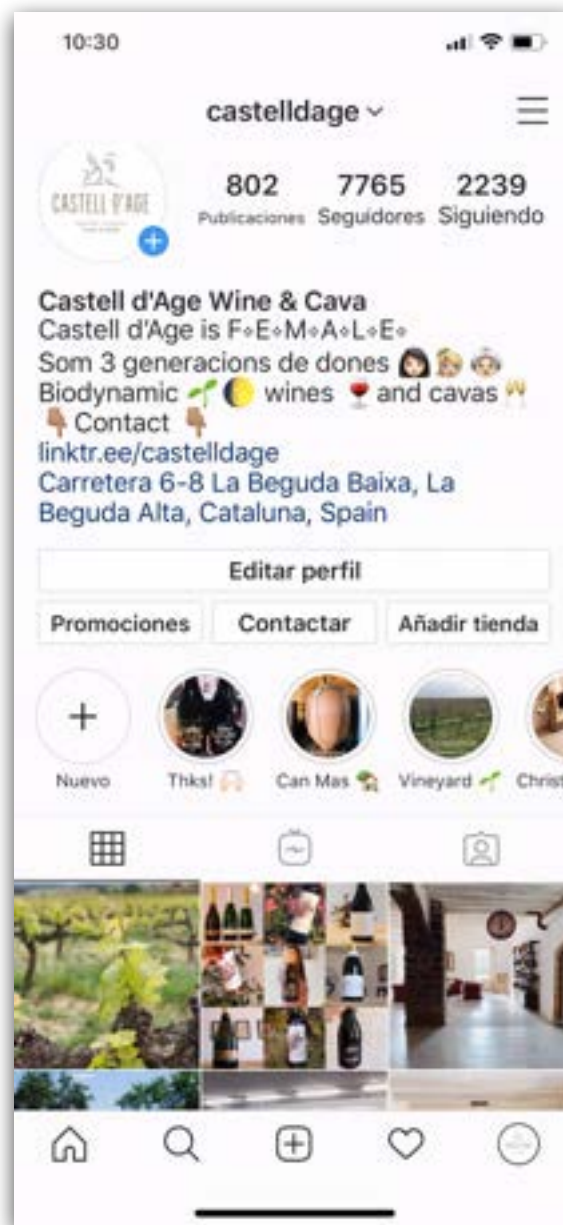 10:30
castelldage
CASTELL D'AGE
802 7765 2239
Publicaciones Seguidores Siguiendo
Castell d'Age Wine & Cava
Castell d'Age is F⋄E⋄M⋄A⋄L⋄E⋄
Som 3 generacions de dones 👩🏻👱🏼‍♀️👵🏻
Biodynamic 🌱🌔 wines 🍷 and cavas 🥂
👇🏽 Contact 👇🏽
linktr.ee/castelldage
Carretera 6-8 La Beguda Baixa, La
Beguda Alta, Cataluna, Spain
Editar perfil
Promociones Contactar Añadir tienda
Nuevo Thks! Can Mas 🏡 Vineyard 🌱 Christ